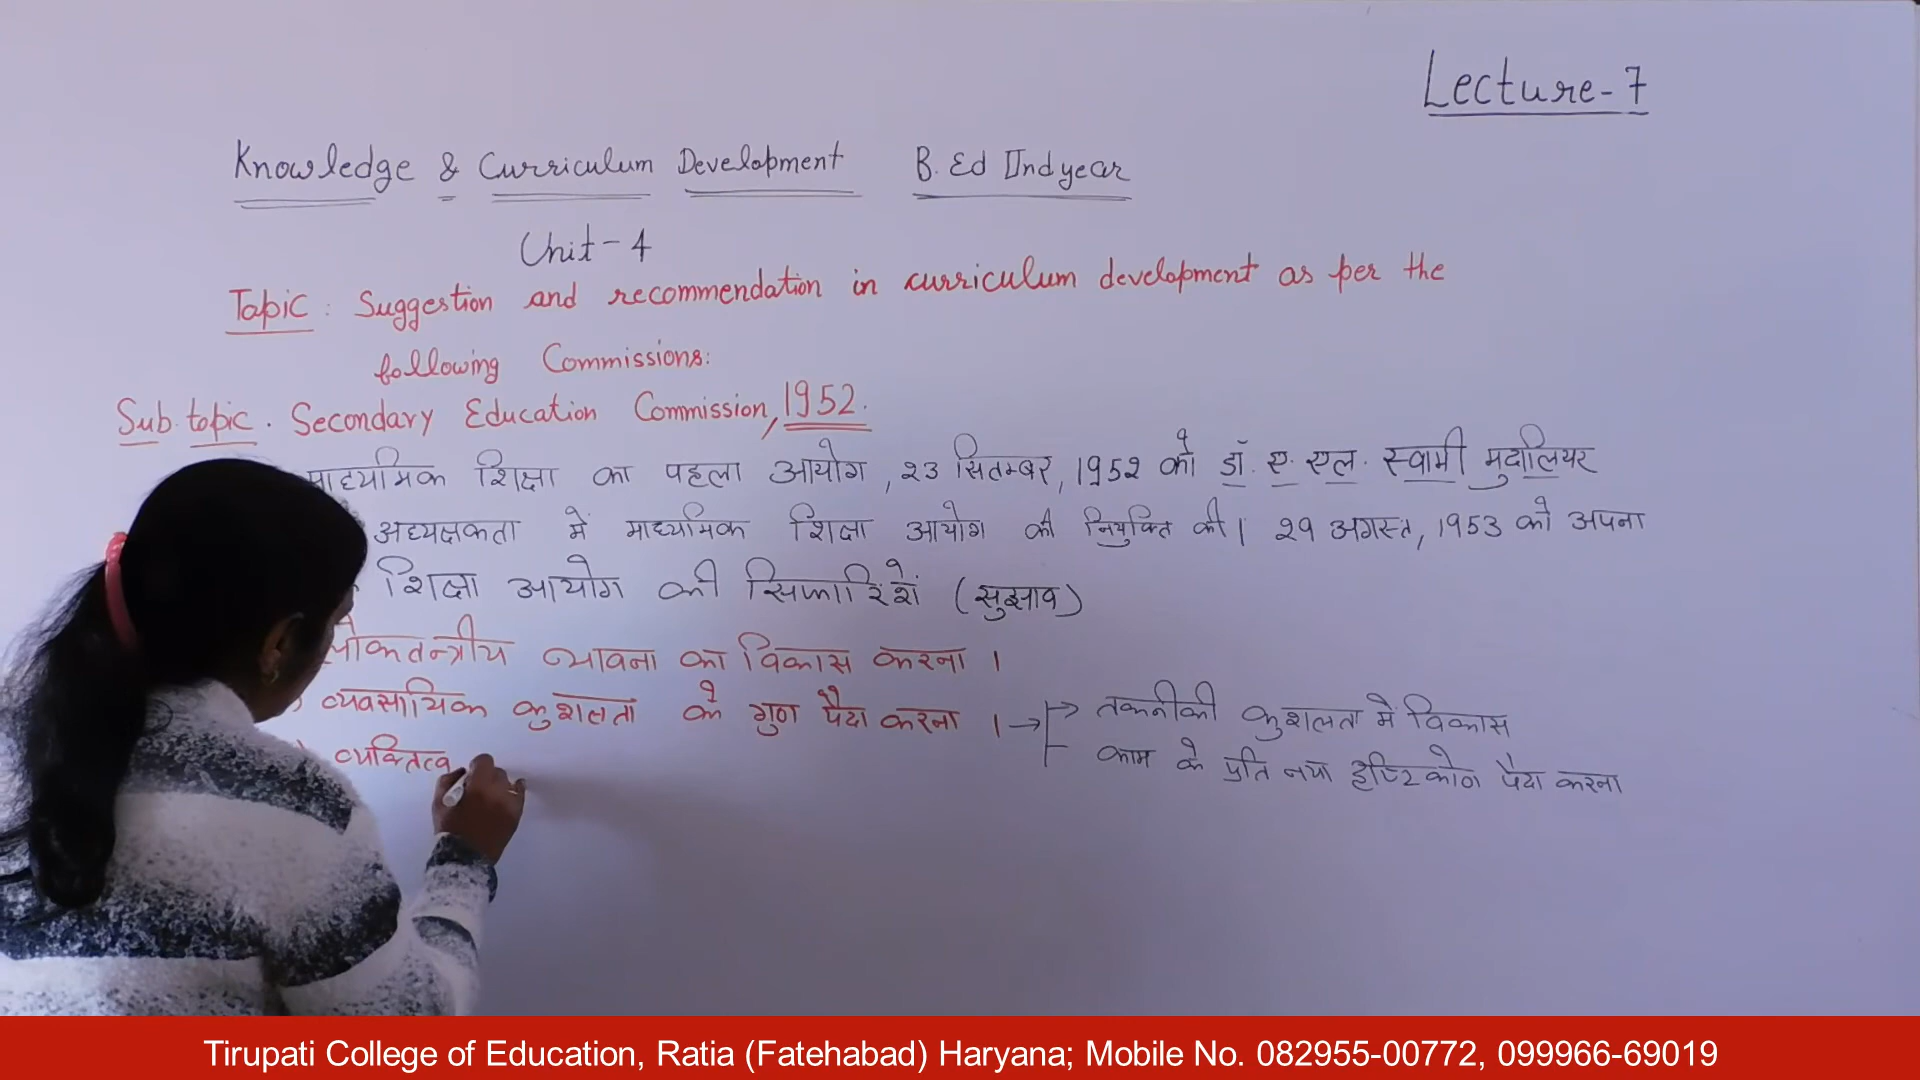 Lecture-7
Knowledge & Curriculum Development B.Ed IInd year
Unit-4
Topic: Suggestion and recommendation in curriculum development as per the
following Commissions:
Sub.topic. Secondary Education Commission, 1952.
माध्यमिक शिक्षा का पहला आयोग, 23 सितम्बर, 1952 को डॉ. ए. एल. स्वामी मुदालियर
अध्यक्षकता में माध्यमिक शिक्षा आयोग की नियुक्ति की। 29 अगस्त, 1953 को अपना
शिक्षा आयोग की सिफारिशें (सुझाव)
लोकतन्त्रीय भावना का विकास करना।
व्यवसायिक कुशलता के गुण पैदा करना। → → तकनीकी कुशलता में विकास
काम के प्रति नया दृष्टिकोण पैदा करना
व्यक्तित्व
Tirupati College of Education, Ratia (Fatehabad) Haryana; Mobile No. 082955-00772, 099966-69019